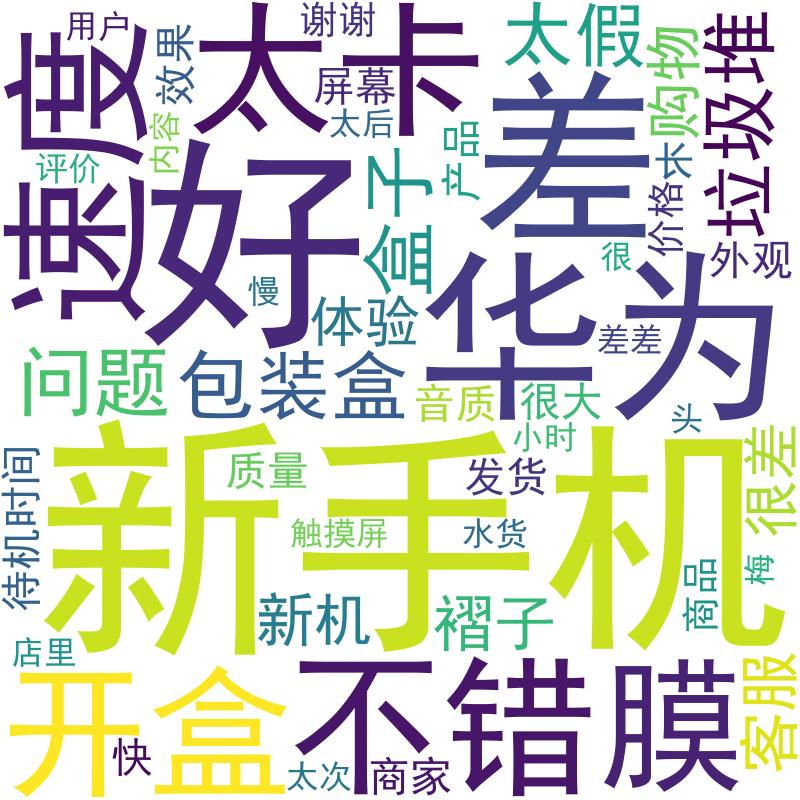 用户
谢谢
太卡
太假
购物
垃圾堆
速度
效果
屏幕
太后
内容
评价
好
盒子
产品
差
长
价格
华为
很
外观
慢
体验
差差
问题
包装盒
音质
很大
头
小时
新手机
质量
发货
很差
待机时间
触摸屏
水货
梅
商品
新机
褶子
店里
开盒
不错
膜
客服
快
太次
商家